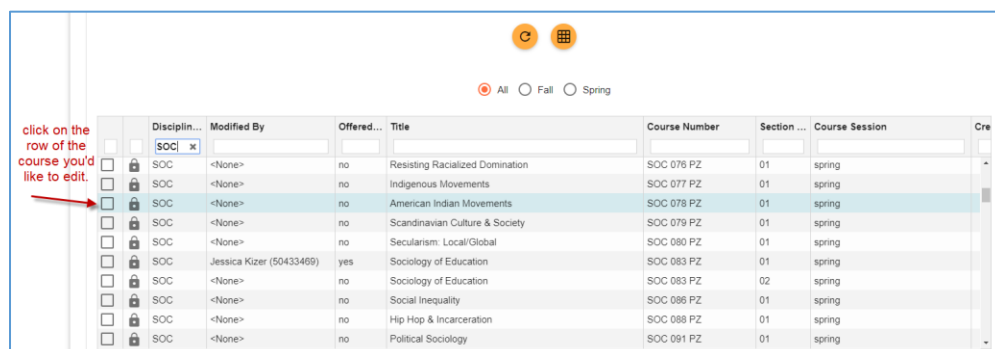 All Fall Spring
click on the row of the course you'd like to edit.
Disciplin... Modified By Offered... Title Course Number Section ... Course Session Cre
SOC ×
SOC <None> no Resisting Racialized Domination SOC 076 PZ 01 spring
SOC <None> no Indigenous Movements SOC 077 PZ 01 spring
SOC <None> no American Indian Movements SOC 078 PZ 01 spring
SOC <None> no Scandinavian Culture & Society SOC 079 PZ 01 spring
SOC <None> no Secularism: Local/Global SOC 080 PZ 01 spring
SOC Jessica Kizer (50433469) yes Sociology of Education SOC 083 PZ 01 spring
SOC <None> no Sociology of Education SOC 083 PZ 02 spring
SOC <None> no Social Inequality SOC 086 PZ 01 spring
SOC <None> no Hip Hop & Incarceration SOC 088 PZ 01 spring
SOC <None> no Political Sociology SOC 091 PZ 01 spring